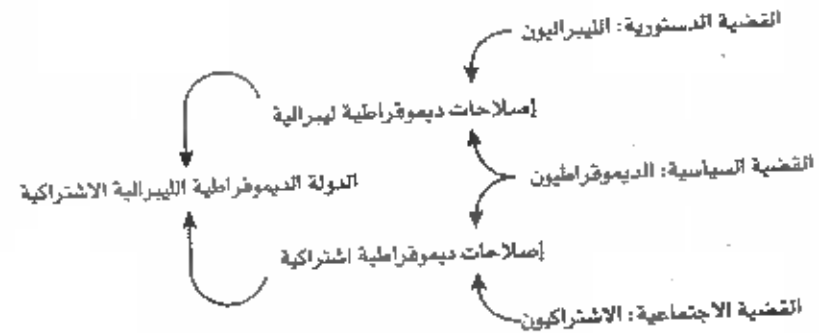 القضية الدستورية: الليبراليون
إصلاحات ديموقراطية ليبرالية
القضية السياسية: الديموقراطيون
الدولة الديموقراطية الليبرالية الاشتراكية
إصلاحات ديموقراطية اشتراكية
القضية الاجتماعية: الاشتراكيون